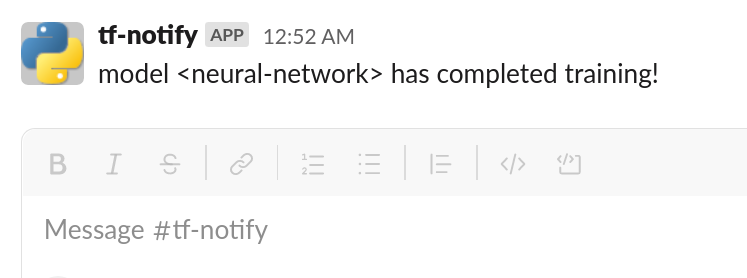 tf-notify APP 12:52 AM
model <neural-network> has completed training!
B I S
Message #tf-notify